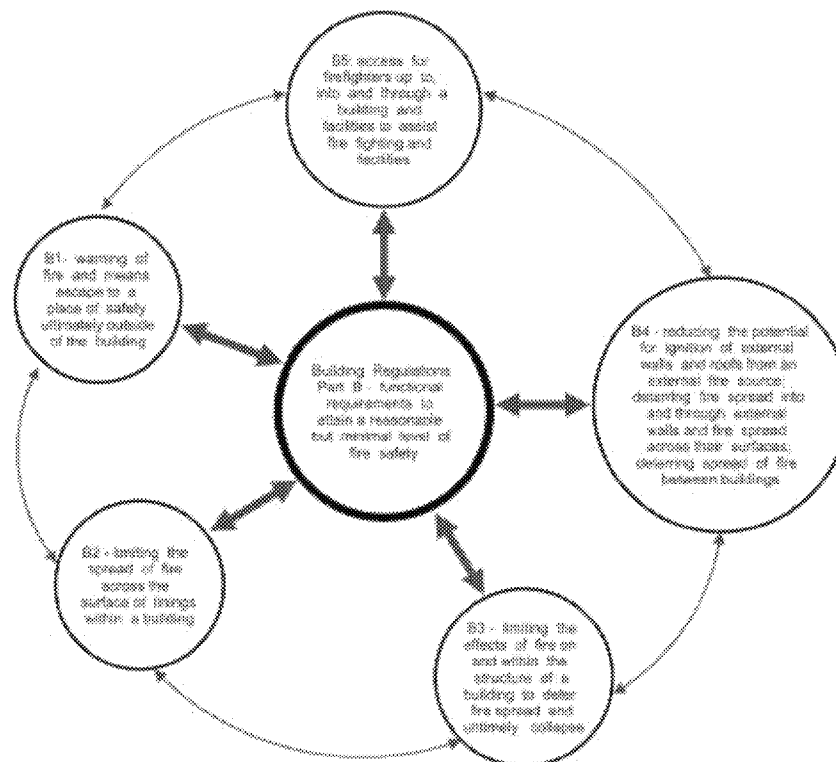 B5: access for
firefighters up to,
into and through a
building and
facilities to assist
fire fighting and
facilities
B1- warning of
fire and means
escape to a
place of safety
ultimately outside
of the building
Building Regulations
Part B - functional
requirements to
attain a reasonable
but minimal level of
fire safety
B4 - reducing the potential
for ignition of external
walls and roofs from an
external fire source;
deterring fire spread into
and through external
walls and fire spread
across their surfaces;
deterring spread of fire
between buildings
B2 - limiting the
spread of fire
across the
surface of linings
within a building
B3 - limiting the
effects of fire on
and within the
structure of a
building to deter
fire spread and
untimely collapse